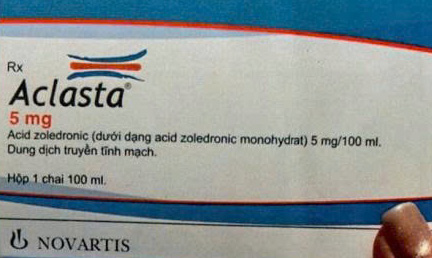 Rx
Aclasta®
5 mg
Acid zoledronic (dưới dạng acid zoledronic monohydrat) 5 mg/100 ml.
Dung dịch truyền tĩnh mạch.
Hộp 1 chai 100 ml.
NOVARTIS